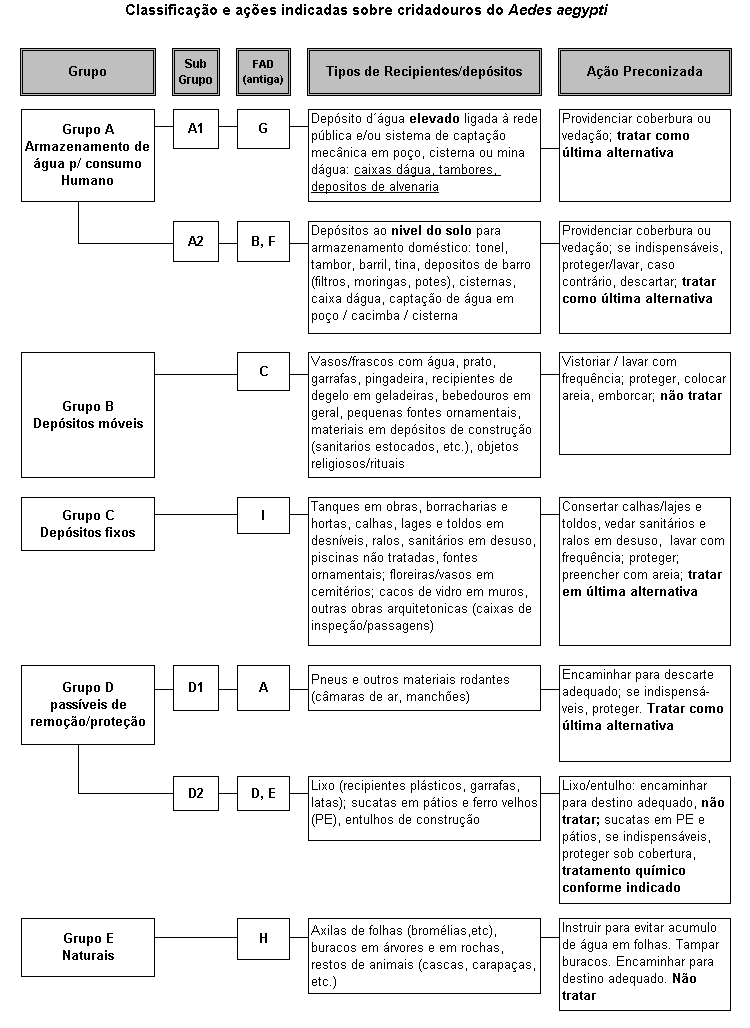 Classificação e ações indicadas sobre cridadouros do Aedes aegypti
Grupo
Sub
Grupo
FAD
(antiga)
Tipos de Recipientes/depósitos
Ação Preconizada
Grupo A
Armazenamento de
água p/ consumo
Humano
A1
G
Depósito d´água elevado ligada à rede
pública e/ou sistema de captação
mecânica em poço, cisterna ou mina
dágua: caixas dágua, tambores,
depositos de alvenaria
Providenciar coberbura ou
vedação; tratar como
última alternativa
A2
B, F
Depósitos ao nivel do solo para
armazenamento doméstico: tonel,
tambor, barril, tina, depositos de barro
(filtros, moringas, potes), cisternas,
caixa dágua, captação de água em
poço / cacimba / cisterna
Providenciar coberbura ou
vedação; se indispensáveis,
proteger/lavar, caso
contrário, descartar; tratar
como última alternativa
Grupo B
Depósitos móveis
C
Vasos/frascos com água, prato,
garrafas, pingadeira, recipientes de
degelo em geladeiras, bebedouros em
geral, pequenas fontes ornamentais,
materiais em depósitos de construção
(sanitarios estocados, etc.), objetos
religiosos/rituais
Vistoriar / lavar com
frequência; proteger, colocar
areia, emborcar; não tratar
Grupo C
Depósitos fixos
I
Tanques em obras, borracharias e
hortas, calhas, lages e toldos em
desníveis, ralos, sanitários em desuso,
piscinas não tratadas, fontes
ornamentais; floreiras/vasos em
cemitérios; cacos de vidro em muros,
outras obras arquitetonicas (caixas de
inspeção/passagens)
Consertar calhas/lajes e
toldos, vedar sanitários e
ralos em desuso, lavar com
frequência; proteger;
preencher com areia; tratar
em última alternativa
Grupo D
passíveis de
remoção/proteção
D1
A
Pneus e outros materiais rodantes
(câmaras de ar, manchões)
Encaminhar para descarte
adequado; se indispensá-
veis, proteger. Tratar como
última alternativa
D2
D, E
Lixo (recipientes plásticos, garrafas,
latas); sucatas em pátios e ferro velhos
(PE), entulhos de construção
Lixo/entulho: encaminhar
para destino adequado, não
tratar; sucatas em PE e
pátios, se indispensáveis,
proteger sob cobertura,
tratamento químico
conforme indicado
Grupo E
Naturais
H
Axilas de folhas (bromélias,etc),
buracos em árvores e em rochas,
restos de animais (cascas, carapaças,
etc.)
Instruir para evitar acumulo
de água em folhas. Tampar
buracos. Encaminhar para
destino adequado. Não
tratar